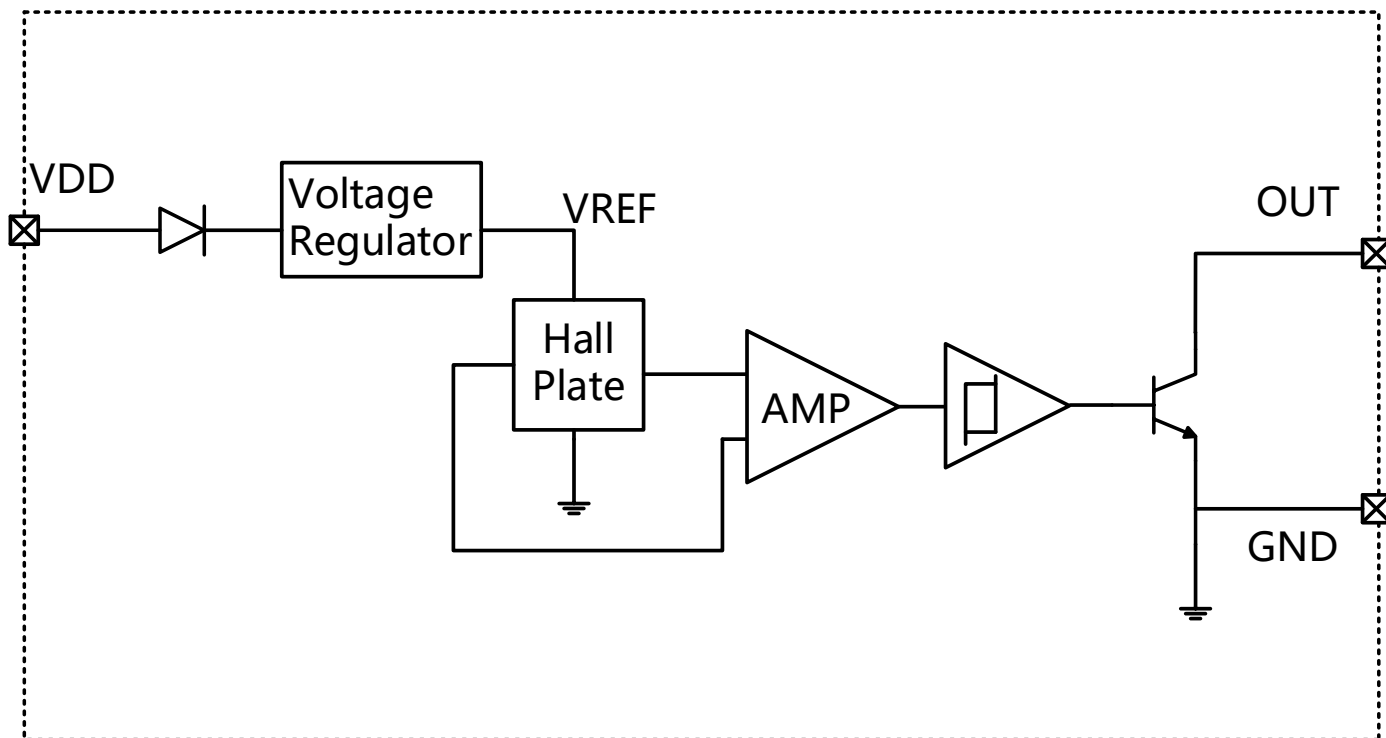 VDD
Voltage
Regulator
VREF
OUT
Hall
Plate
AMP
GND